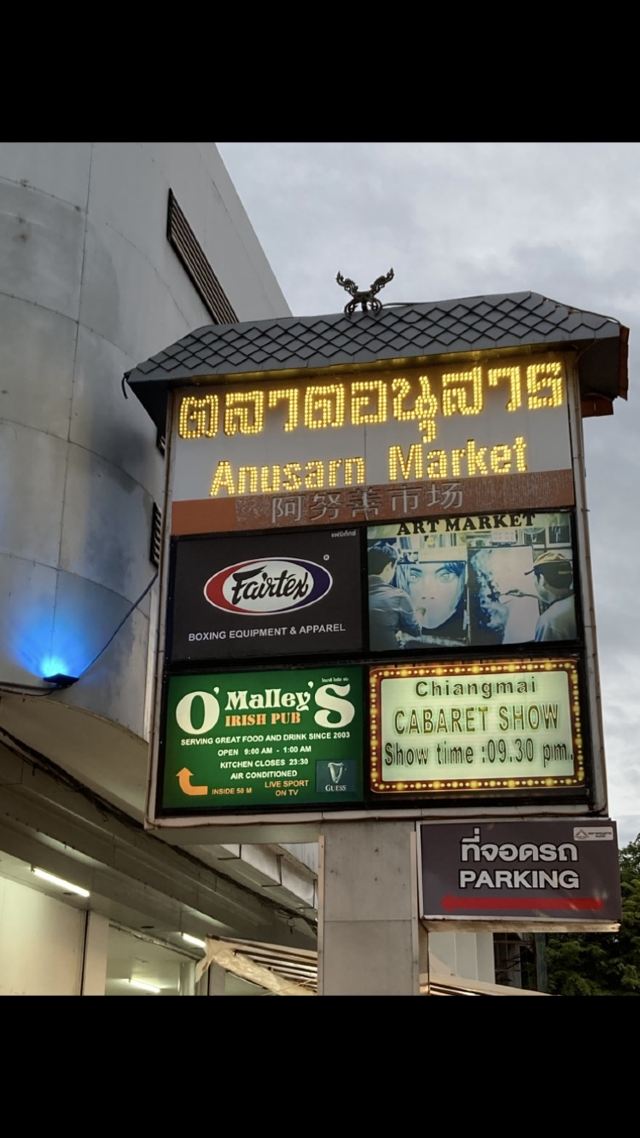 ตลาดอนุสาร
Anusarn Market
阿努善市场
Fairtex
®
BOXING EQUIPMENT & APPAREL
ART MARKET
O'Malley'S
IRISH PUB
SERVING GREAT FOOD AND DRINK SINCE 2003
OPEN 9:00 AM - 1:00 AM
KITCHEN CLOSES 23:30
AIR CONDITIONED
LIVE SPORT
ON TV
INSIDE 50 M
GUESS
Chiangmai
CABARET SHOW
Show time :09.30 pm.
ที่จอดรถ
PARKING